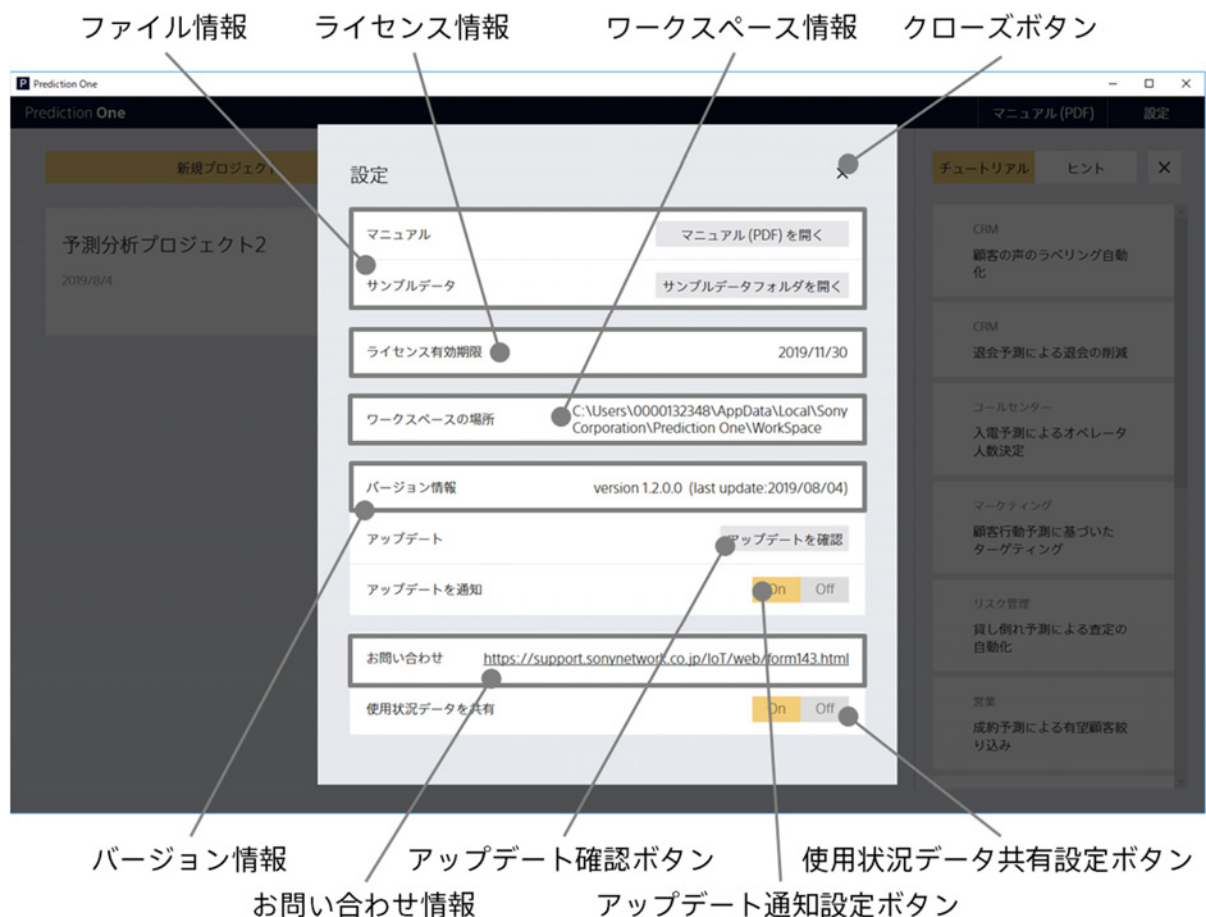 ファイル情報 ライセンス情報 ワークスペース情報 クローズボタン
Prediction One
Prediction One マニュアル (PDF) 設定
新規プロジェクト
予測分析プロジェクト2
2019/8/4
設定
マニュアル マニュアル (PDF) を開く
サンプルデータ サンプルデータフォルダを開く
ライセンス有効期限 2019/11/30
ワークスペースの場所 C:\Users\0000132348\AppData\Local\Sony
Corporation\Prediction One\WorkSpace
バージョン情報 version 1.2.0.0 (last update:2019/08/04)
アップデート アップデートを確認
アップデートを通知 On Off
お問い合わせ https://support.sonynetwork.co.jp/IoT/web/form143.html
使用状況データを共有 On Off
チュートリアル ヒント
CRM
顧客の声のラベリング自動
化
CRM
退会予測による退会の削減
コールセンター
入電予測によるオペレータ
人数決定
マーケティング
顧客行動予測に基づいた
ターゲティング
リスク管理
貸し倒れ予測による査定の
自動化
営業
成約予測による有望顧客絞
り込み
バージョン情報 アップデート確認ボタン 使用状況データ共有設定ボタン
お問い合わせ情報 アップデート通知設定ボタン